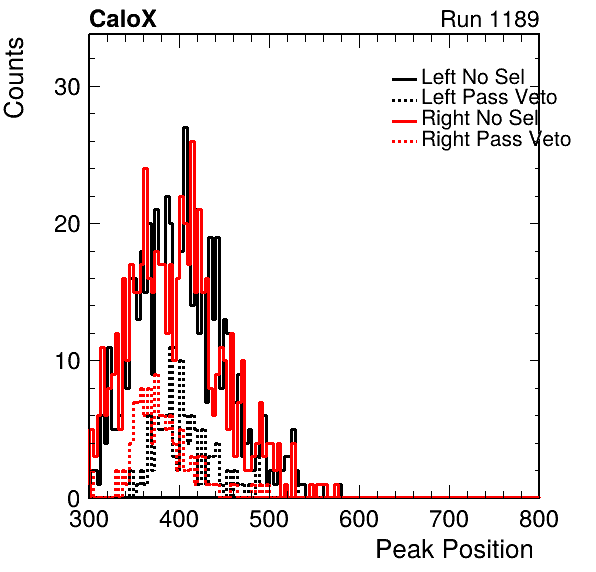 CaloX Run 1189
Counts
30
20
10
0
Left No Sel
Left Pass Veto
Right No Sel
Right Pass Veto
300 400 500 600 700 800
Peak Position